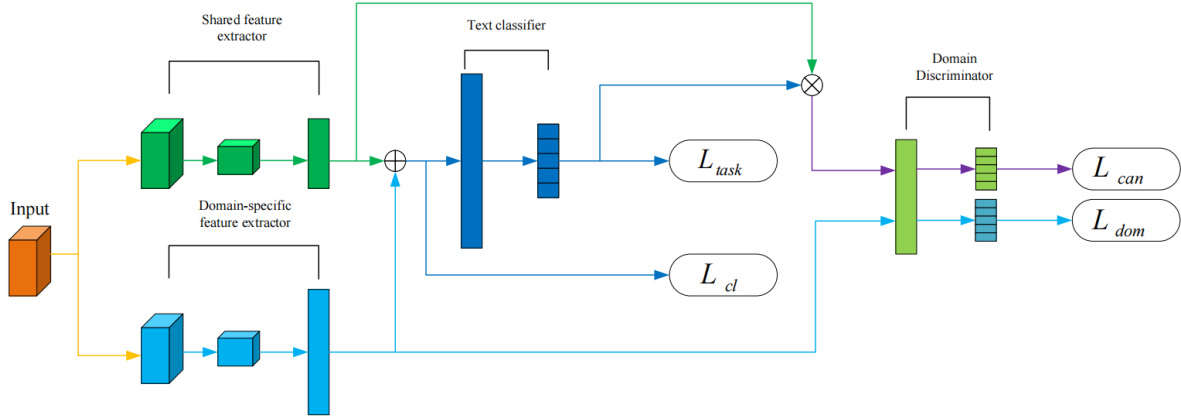 Shared feature
extractor
Text classifier
Domain
Discriminator
L task
L can
Input
Domain-specific
feature extractor
L dom
L cl